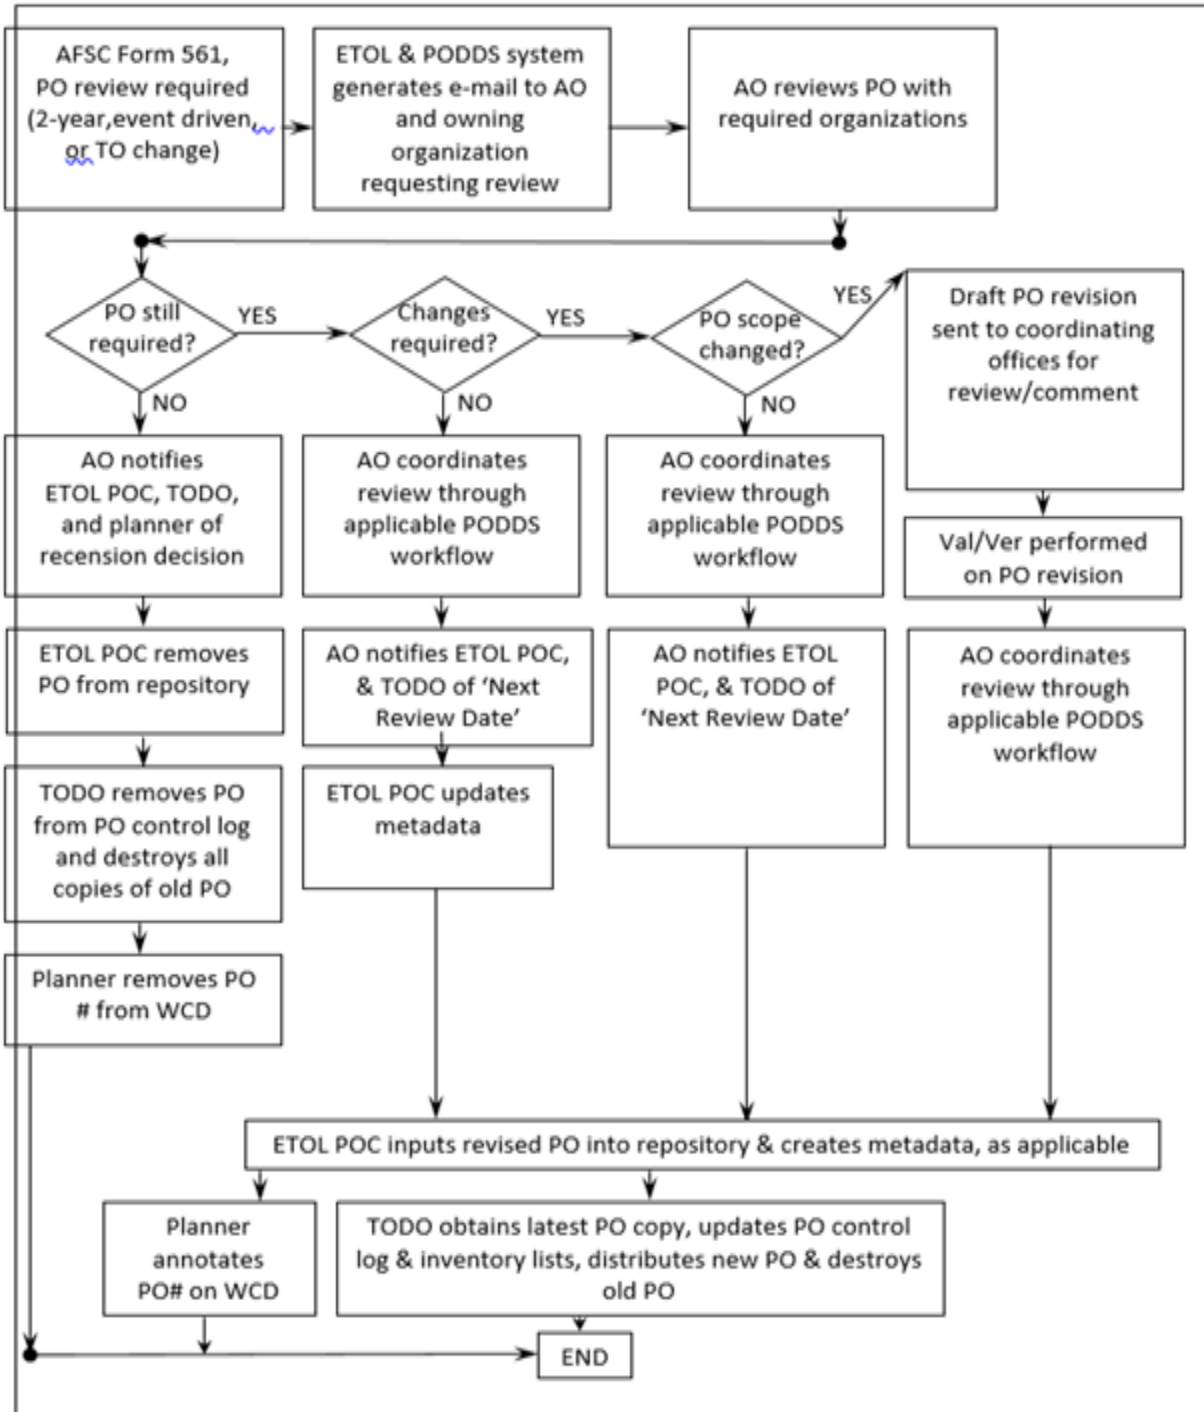 AFSC Form 561,
PO review required
(2-year,event driven,
or TO change)
ETOL & PODDS system
generates e-mail to AO
and owning
organization
requesting review
AO reviews PO with
required organizations
PO still
required?
YES
NO
Changes
required?
YES
NO
PO scope
changed?
YES
NO
Draft PO revision
sent to coordinating
offices for
review/comment
AO notifies
ETOL POC, TODO,
and planner of
recension decision
AO coordinates
review through
applicable PODDS
workflow
AO coordinates
review through
applicable PODDS
workflow
Val/Ver performed
on PO revision
ETOL POC removes
PO from repository
AO notifies ETOL POC,
& TODO of ‘Next
Review Date’
AO notifies ETOL
POC, & TODO of
‘Next Review Date’
AO coordinates
review through
applicable PODDS
workflow
TODO removes PO
from PO control log
and destroys all
copies of old PO
ETOL POC updates
metadata
Planner removes PO
# from WCD
ETOL POC inputs revised PO into repository & creates metadata, as applicable
Planner
annotates
PO# on WCD
TODO obtains latest PO copy, updates PO control
log & inventory lists, distributes new PO & destroys
old PO
END